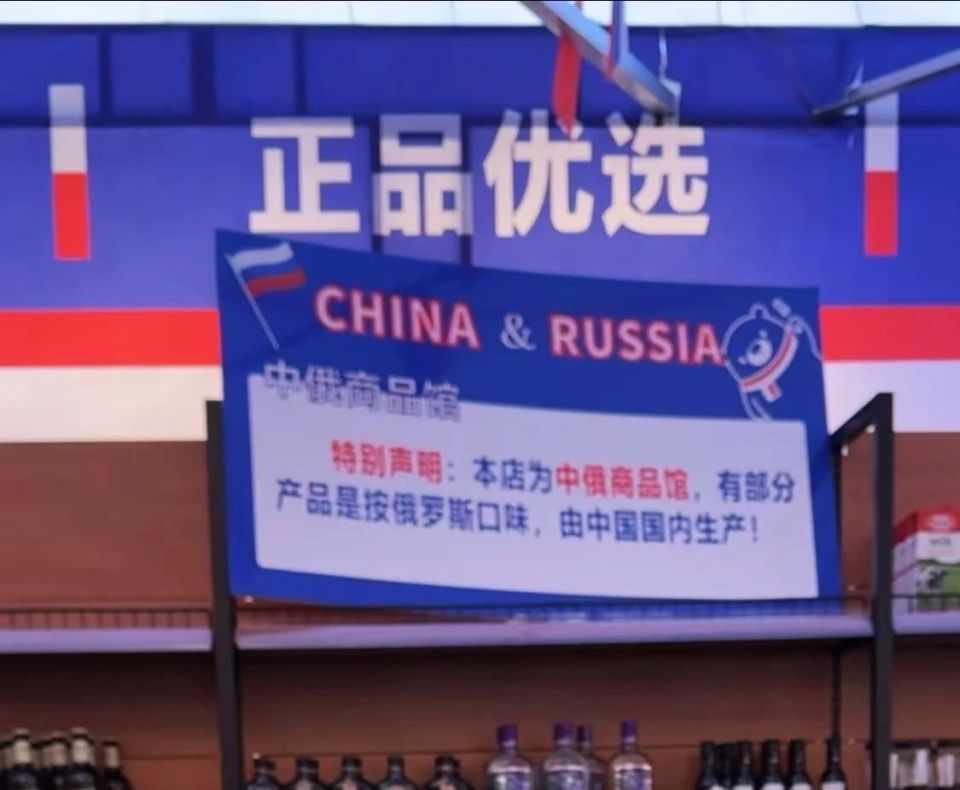 正品优选
CHINA & RUSSIA
中俄商品馆
特别声明：本店为中俄商品馆，有部分
产品是按俄罗斯口味，由中国国内生产！